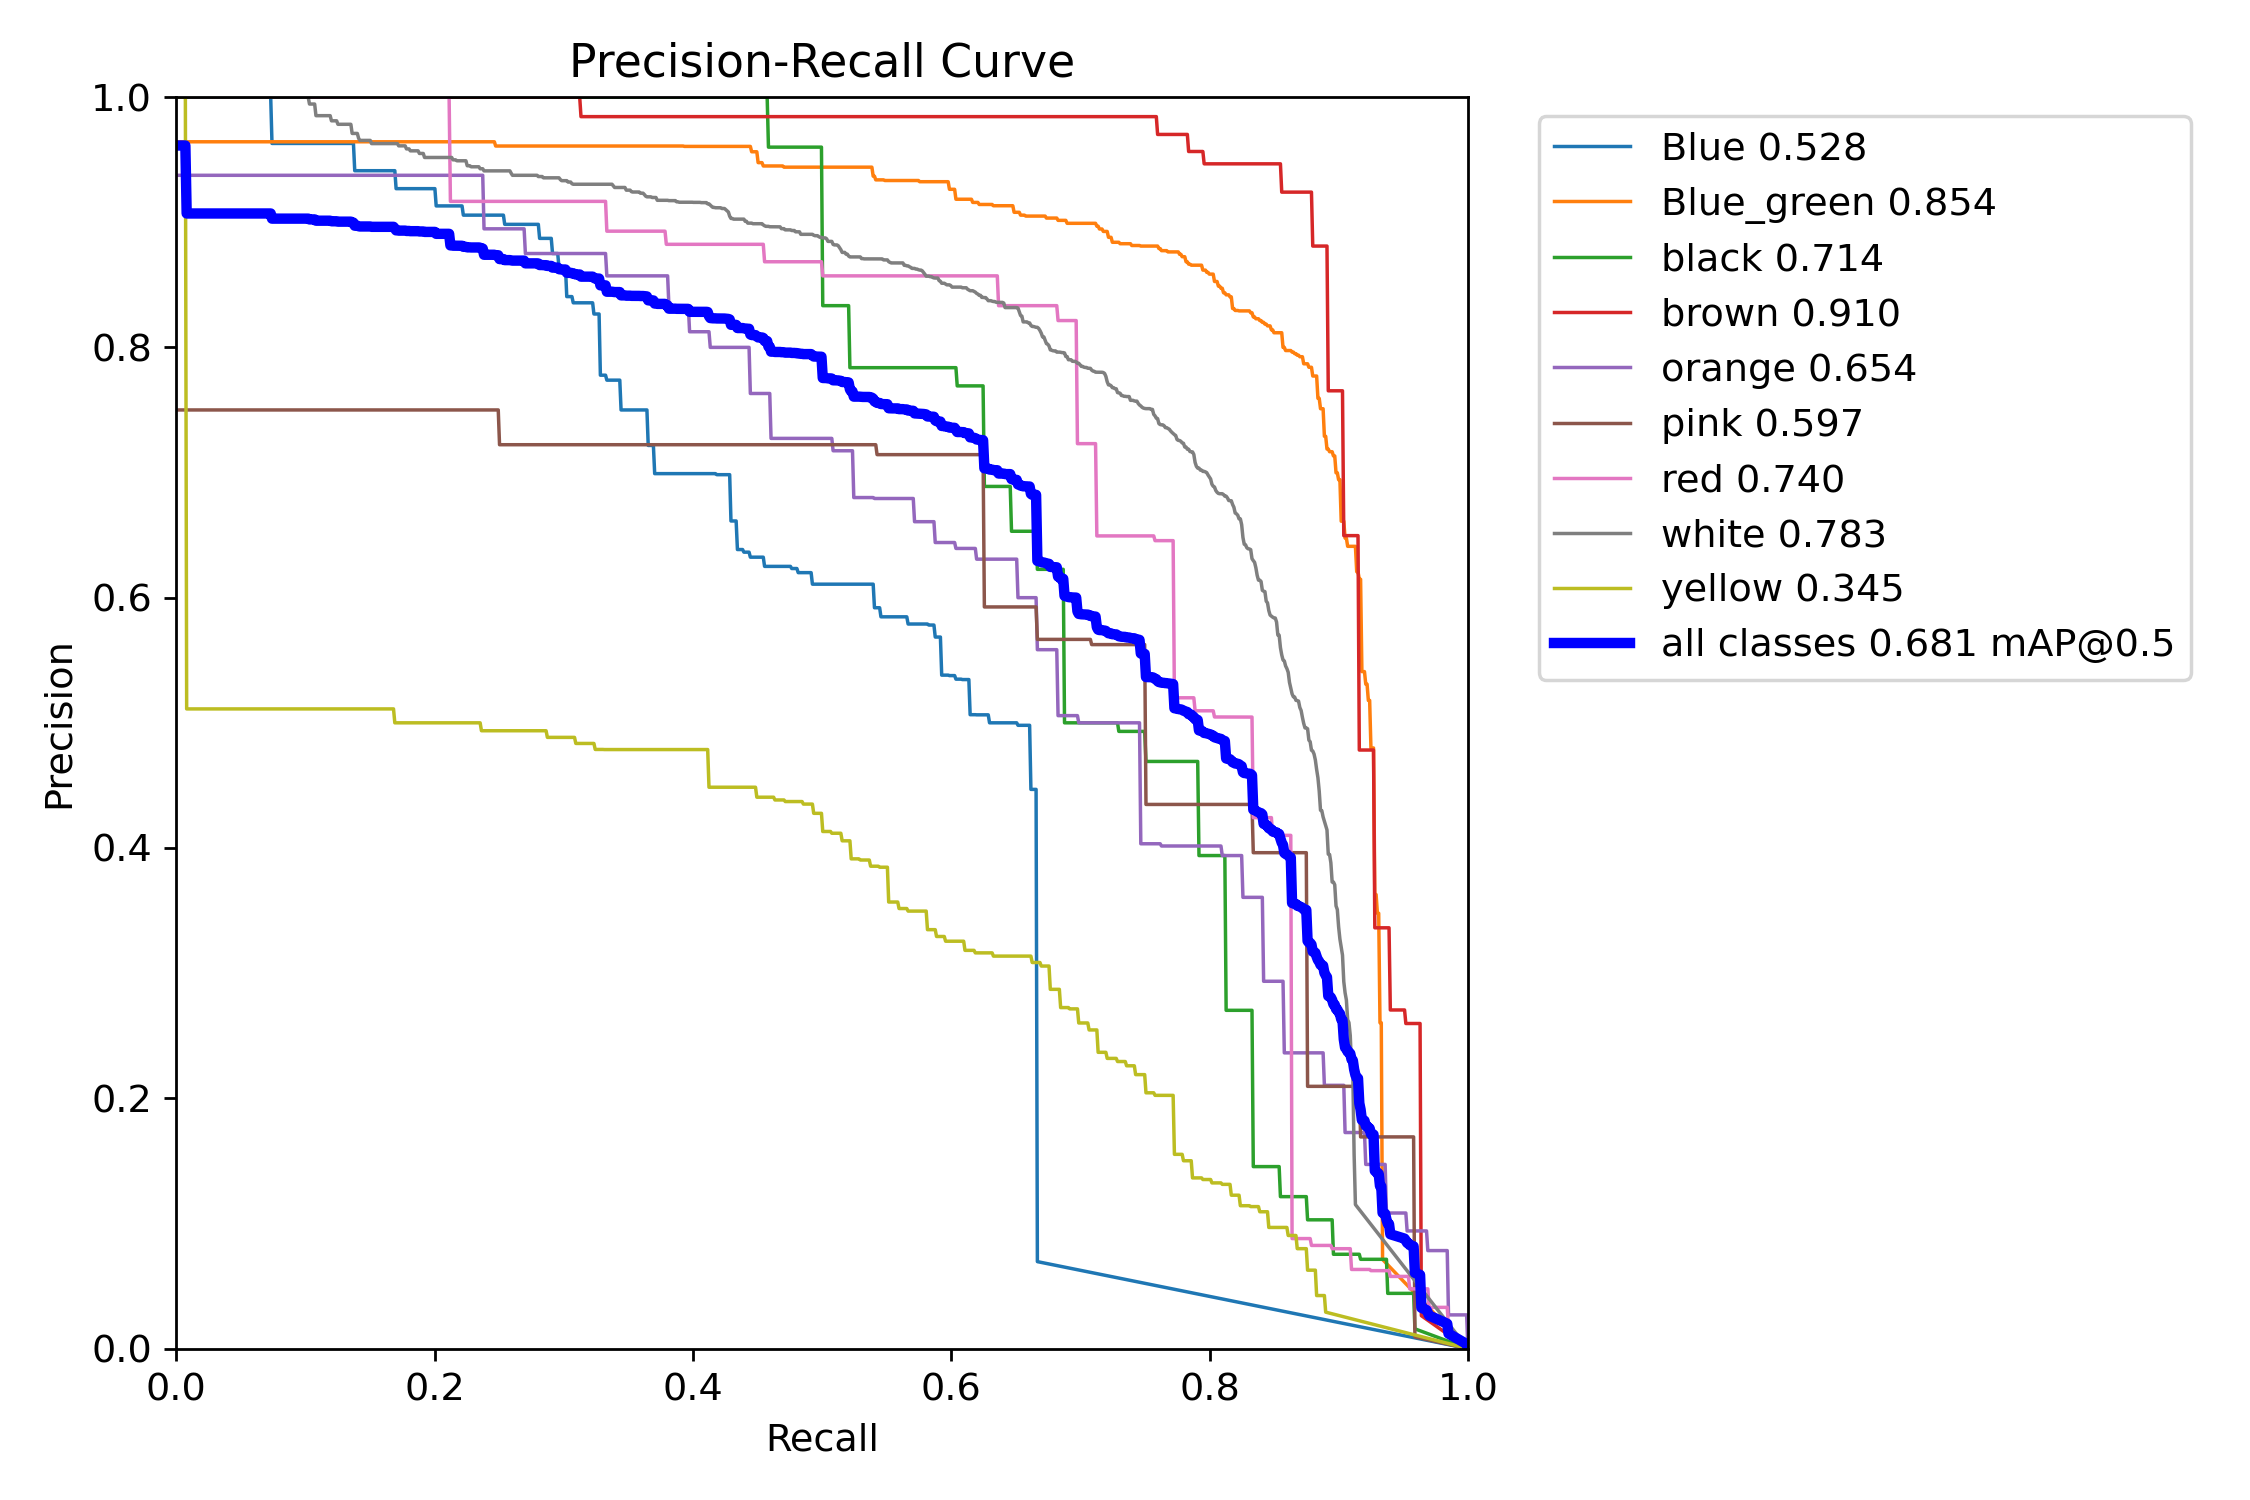 Precision-Recall Curve
1.0
0.8
0.6
0.4
0.2
0.0
Precision
0.0 0.2 0.4 0.6 0.8 1.0
Recall
Blue 0.528
Blue_green 0.854
black 0.714
brown 0.910
orange 0.654
pink 0.597
red 0.740
white 0.783
yellow 0.345
all classes 0.681 mAP@0.5